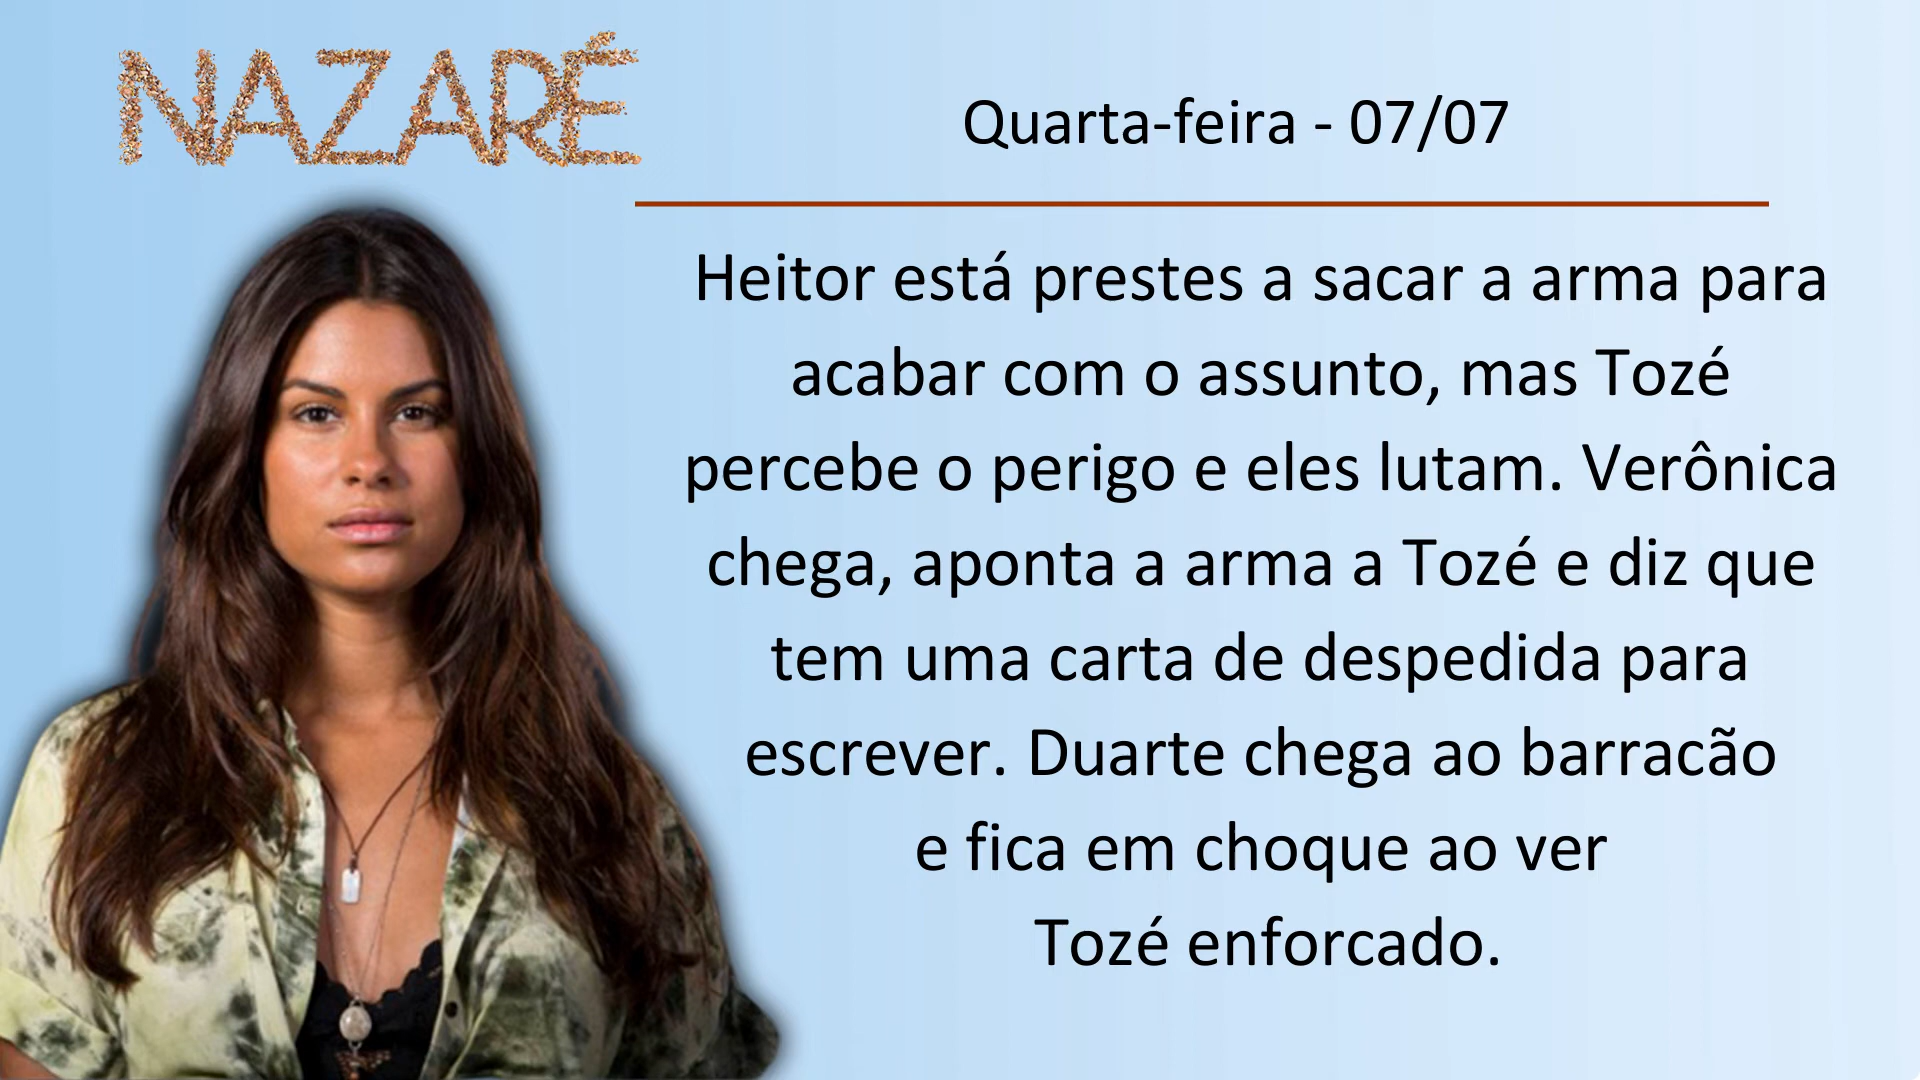 NAZARÉ
Quarta-feira - 07/07
Heitor está prestes a sacar a arma para
acabar com o assunto, mas Tozé
percebe o perigo e eles lutam. Verônica
chega, aponta a arma a Tozé e diz que
tem uma carta de despedida para
escrever. Duarte chega ao barracão
e fica em choque ao ver
Tozé enforcado.